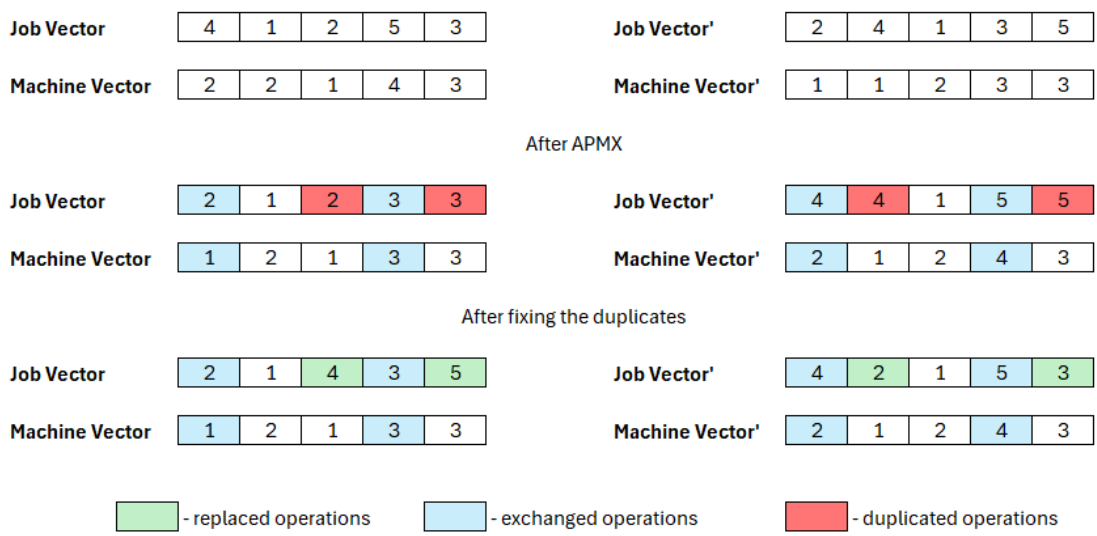 Job Vector 4 1 2 5 3 Job Vector' 2 4 1 3 5
Machine Vector 2 2 1 4 3 Machine Vector' 1 1 2 3 3
After APMX
Job Vector 2 1 2 3 3 Job Vector' 4 4 1 5 5
Machine Vector 1 2 1 3 3 Machine Vector' 2 1 2 4 3
After fixing the duplicates
Job Vector 2 1 4 3 5 Job Vector' 4 2 1 5 3
Machine Vector 1 2 1 3 3 Machine Vector' 2 1 2 4 3
- replaced operations - exchanged operations - duplicated operations